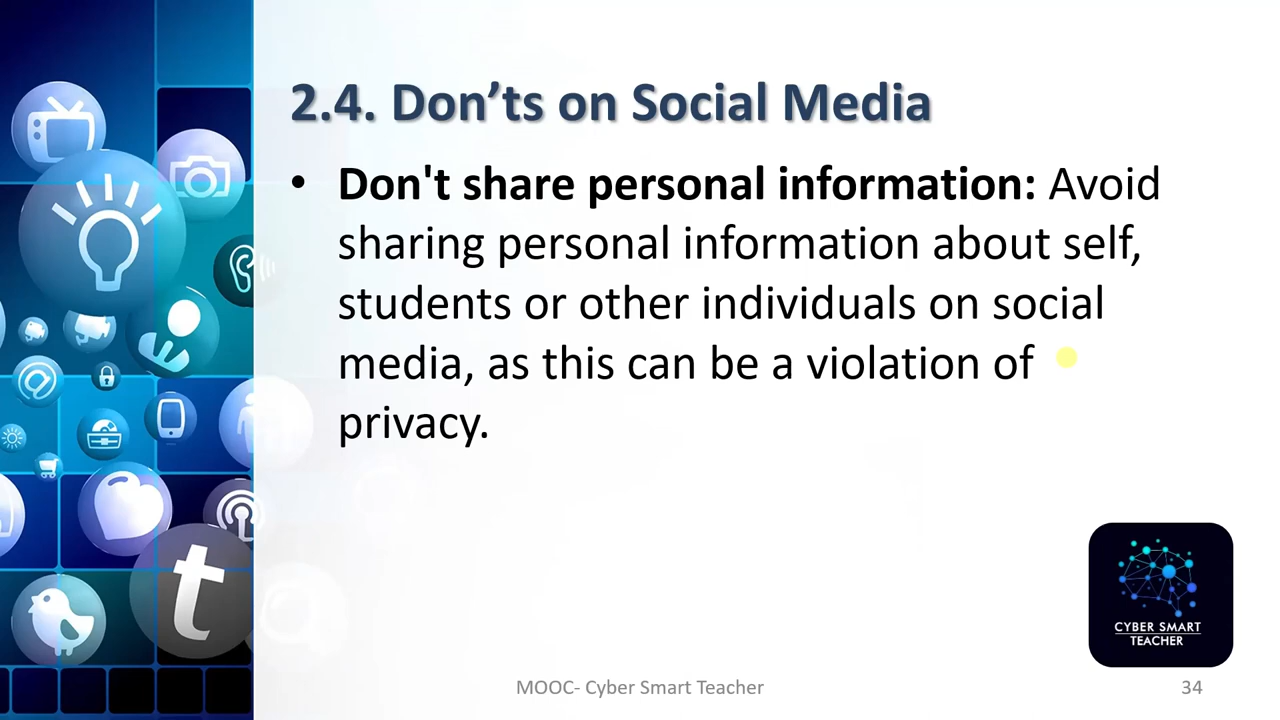 2.4. Don’ts on Social Media
• Don't share personal information: Avoid
sharing personal information about self,
students or other individuals on social
media, as this can be a violation of
privacy.
t
CYBER SMART
TEACHER
MOOC- Cyber Smart Teacher
34